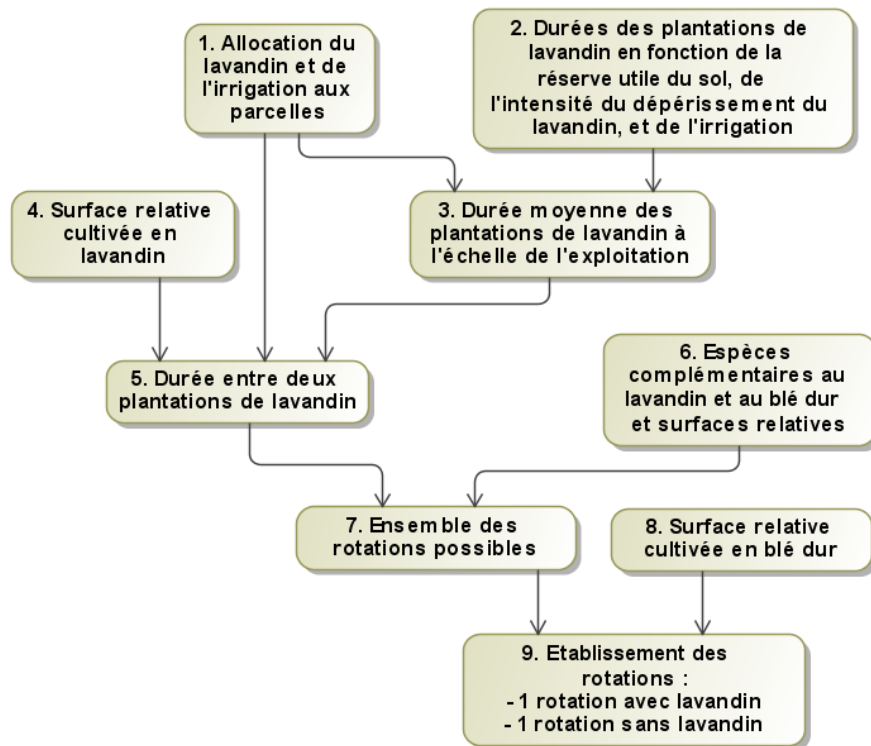 1. Allocation du
lavandin et de
l'irrigation aux
parcelles
2. Durées des plantations de
lavandin en fonction de la
réserve utile du sol, de
l'intensité du dépérissement du
lavandin, et de l'irrigation
4. Surface relative
cultivée en
lavandin
3. Durée moyenne des
plantations de lavandin à
l'échelle de l'exploitation
5. Durée entre deux
plantations de lavandin
6. Espèces
complémentaires au
lavandin et au blé dur
et surfaces relatives
7. Ensemble des
rotations possibles
8. Surface relative
cultivée en blé dur
9. Etablissement des
rotations :
- 1 rotation avec lavandin
- 1 rotation sans lavandin